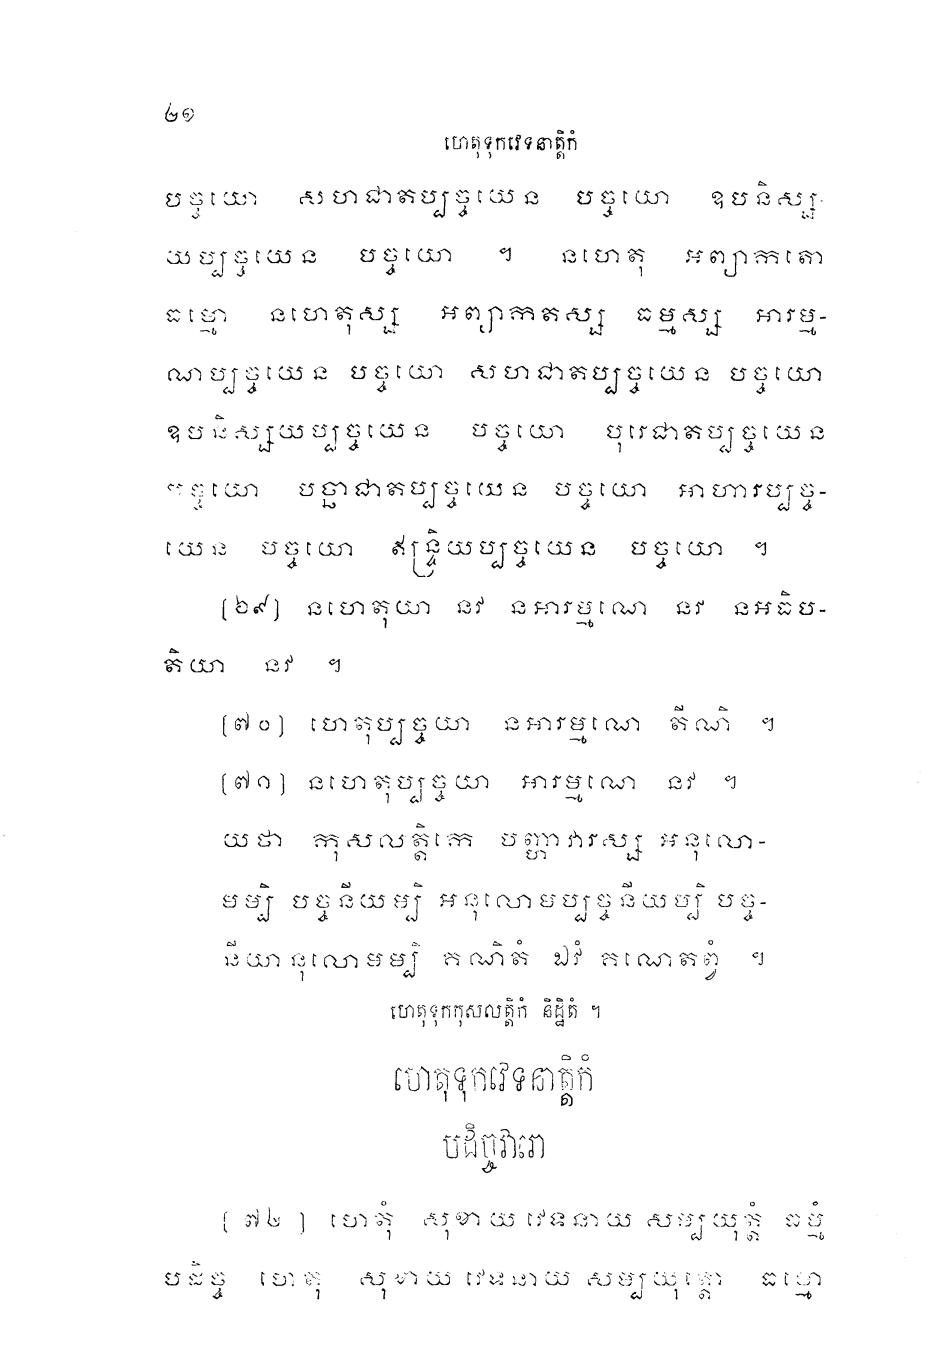 ២១
ហេតុទុកវេទនាត្តិកំ
បច្ចយោ សហជាតប្បច្ចយេន បច្ចយោ ឧបនិស្ស-
យប្បច្ចយេន បច្ចយោ ។ នហេតុ អព្យាកតោ
ធម្មោ នហេតុស្ស អព្យាកតស្ស ធម្មស្ស អារម្ម-
ណប្បច្ចយេន បច្ចយោ សហជាតប្បច្ចយេន បច្ចយោ
ឧបនិស្សយប្បច្ចយេន បច្ចយោ បុរេជាតប្បច្ចយេន
បច្ចយោ បច្ឆាជាតប្បច្ចយេន បច្ចយោ អាហារប្បច្ច-
យេន បច្ចយោ ឥន្ទ្រិយប្បច្ចយេន បច្ចយោ ។
(៦៩) នហេតុយា នវ នអារម្មណេ នវ នអធិប-
តិយា នវ ។
(៧០) ហេតុប្បច្ចយា នអារម្មណេ តីណិ ។
(៧១) នហេតុប្បច្ចយា អារម្មណេ នវ ។
យថា កុសលត្តិកេ បញ្ហាវារស្ស អនុលោ-
មម្បិ បច្ចនីយម្បិ អនុលោមប្បច្ចនីយម្បិ បច្ច-
នីយានុលោមម្បិ គណិតំ ឯវំ គណេតព្វំ ។
ហេតុទុកកុសលត្តិកំ និដ្ឋិតំ ។
ហេតុទុកវេទនាត្តិកំ
បដិច្ចវារោ
(៧២) ហេតុំ សុខាយ វេទនាយ សម្បយុត្តំ ធម្មំ
បដិច្ច ហេតុ សុខាយ វេទនាយ សម្បយុត្តោ ធម្មោ